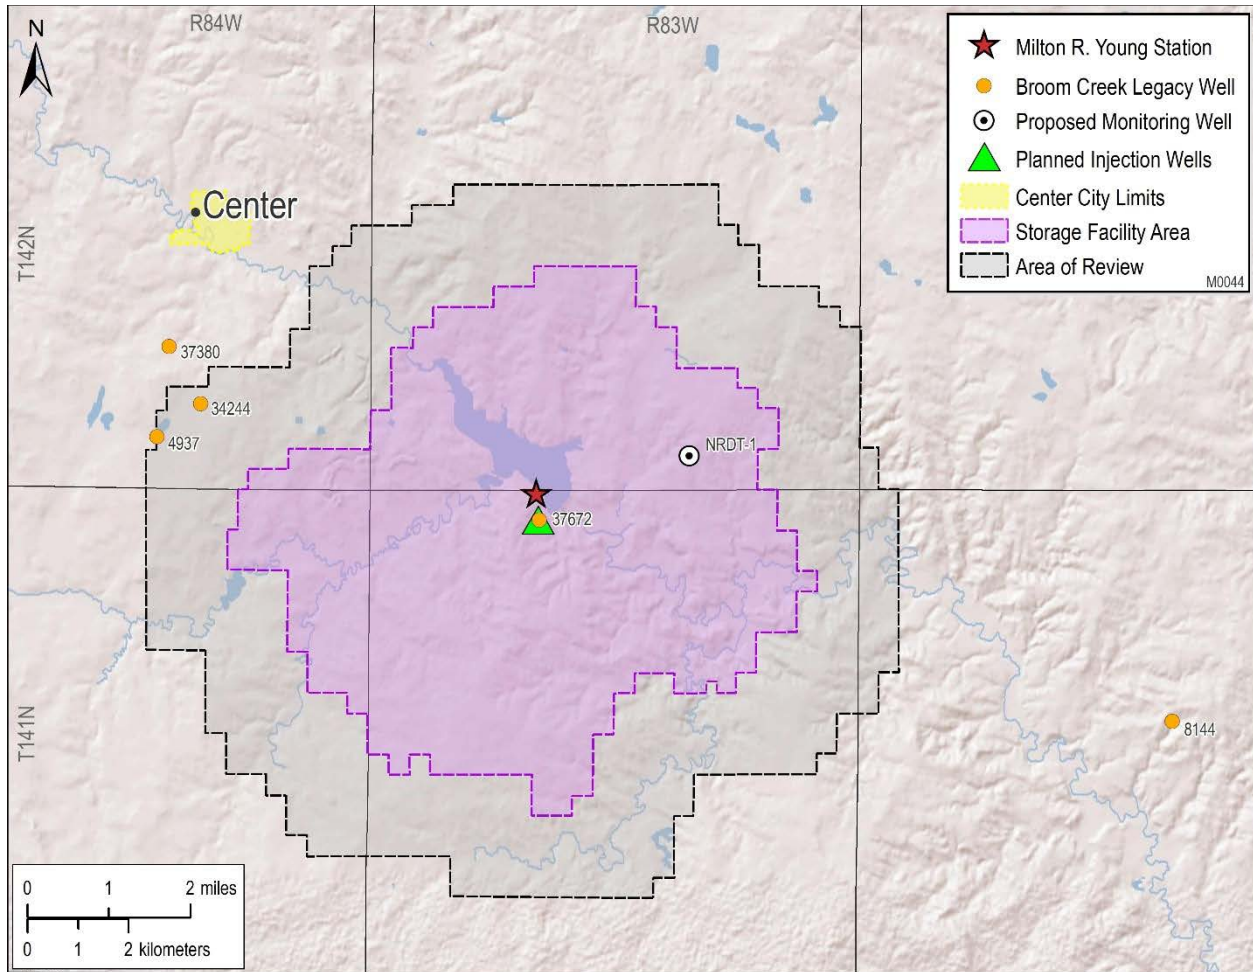 R84W
R83W
N
Milton R. Young Station
Broom Creek Legacy Well
Proposed Monitoring Well
Planned Injection Wells
Center City Limits
Storage Facility Area
Area of Review
M0044
Center
T142N
37380
34244
4937
NRDT-1
37672
T141N
8144
0 1 2 miles
0 1 2 kilometers